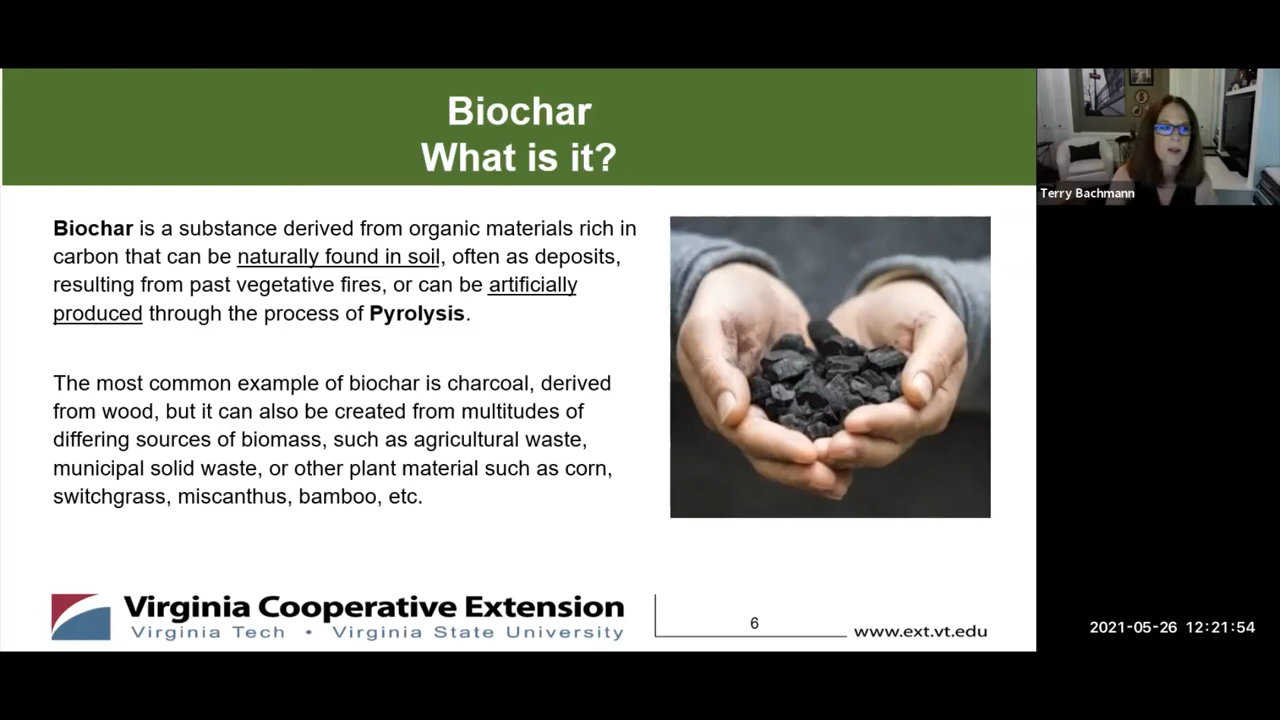 Biochar
What is it?
Biochar is a substance derived from organic materials rich in
carbon that can be naturally found in soil, often as deposits,
resulting from past vegetative fires, or can be artificially
produced through the process of Pyrolysis.
The most common example of biochar is charcoal, derived
from wood, but it can also be created from multitudes of
differing sources of biomass, such as agricultural waste,
municipal solid waste, or other plant material such as corn,
switchgrass, miscanthus, bamboo, etc.
Virginia Cooperative Extension
Virginia Tech • Virginia State University
6
www.ext.vt.edu
Terry Bachmann
2021-05-26 12:21:54